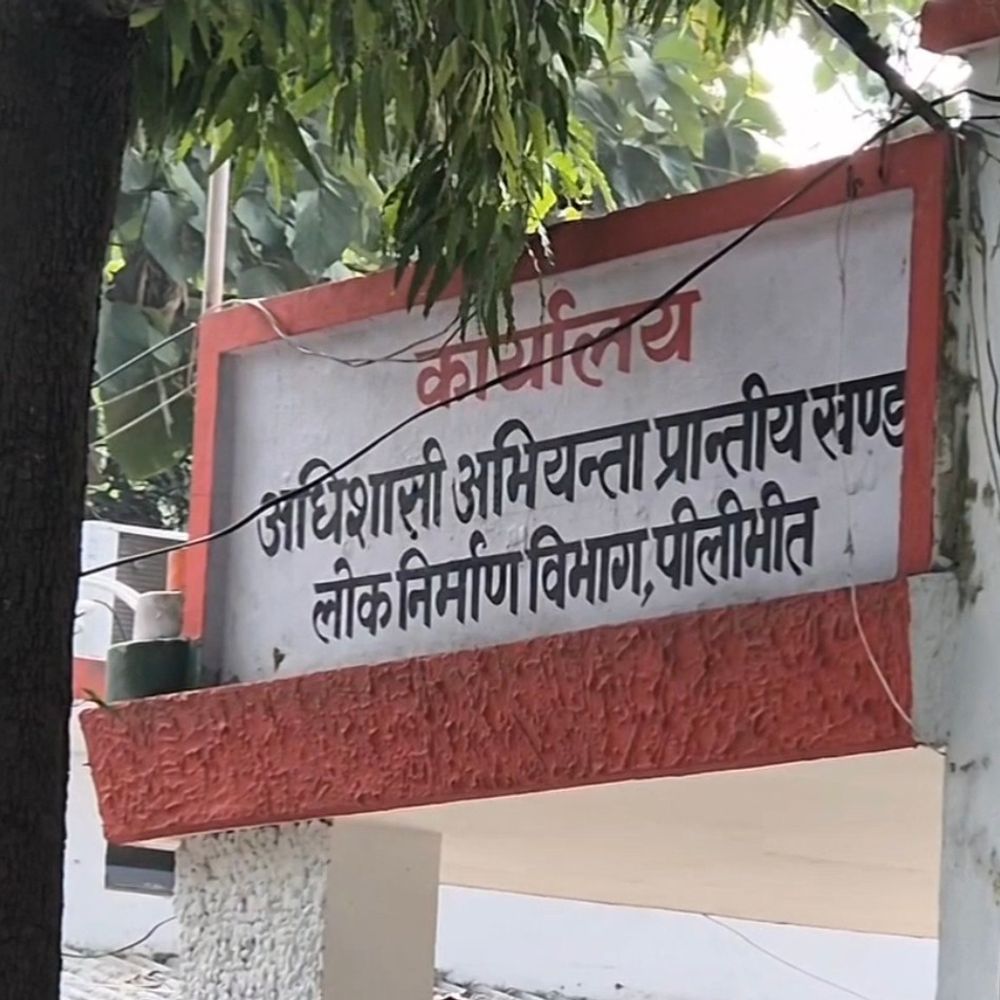 कार्यालय
अधिशासी अभियन्ता प्रान्तीय खण्ड
लोक निर्माण विभाग, पीलीभीत